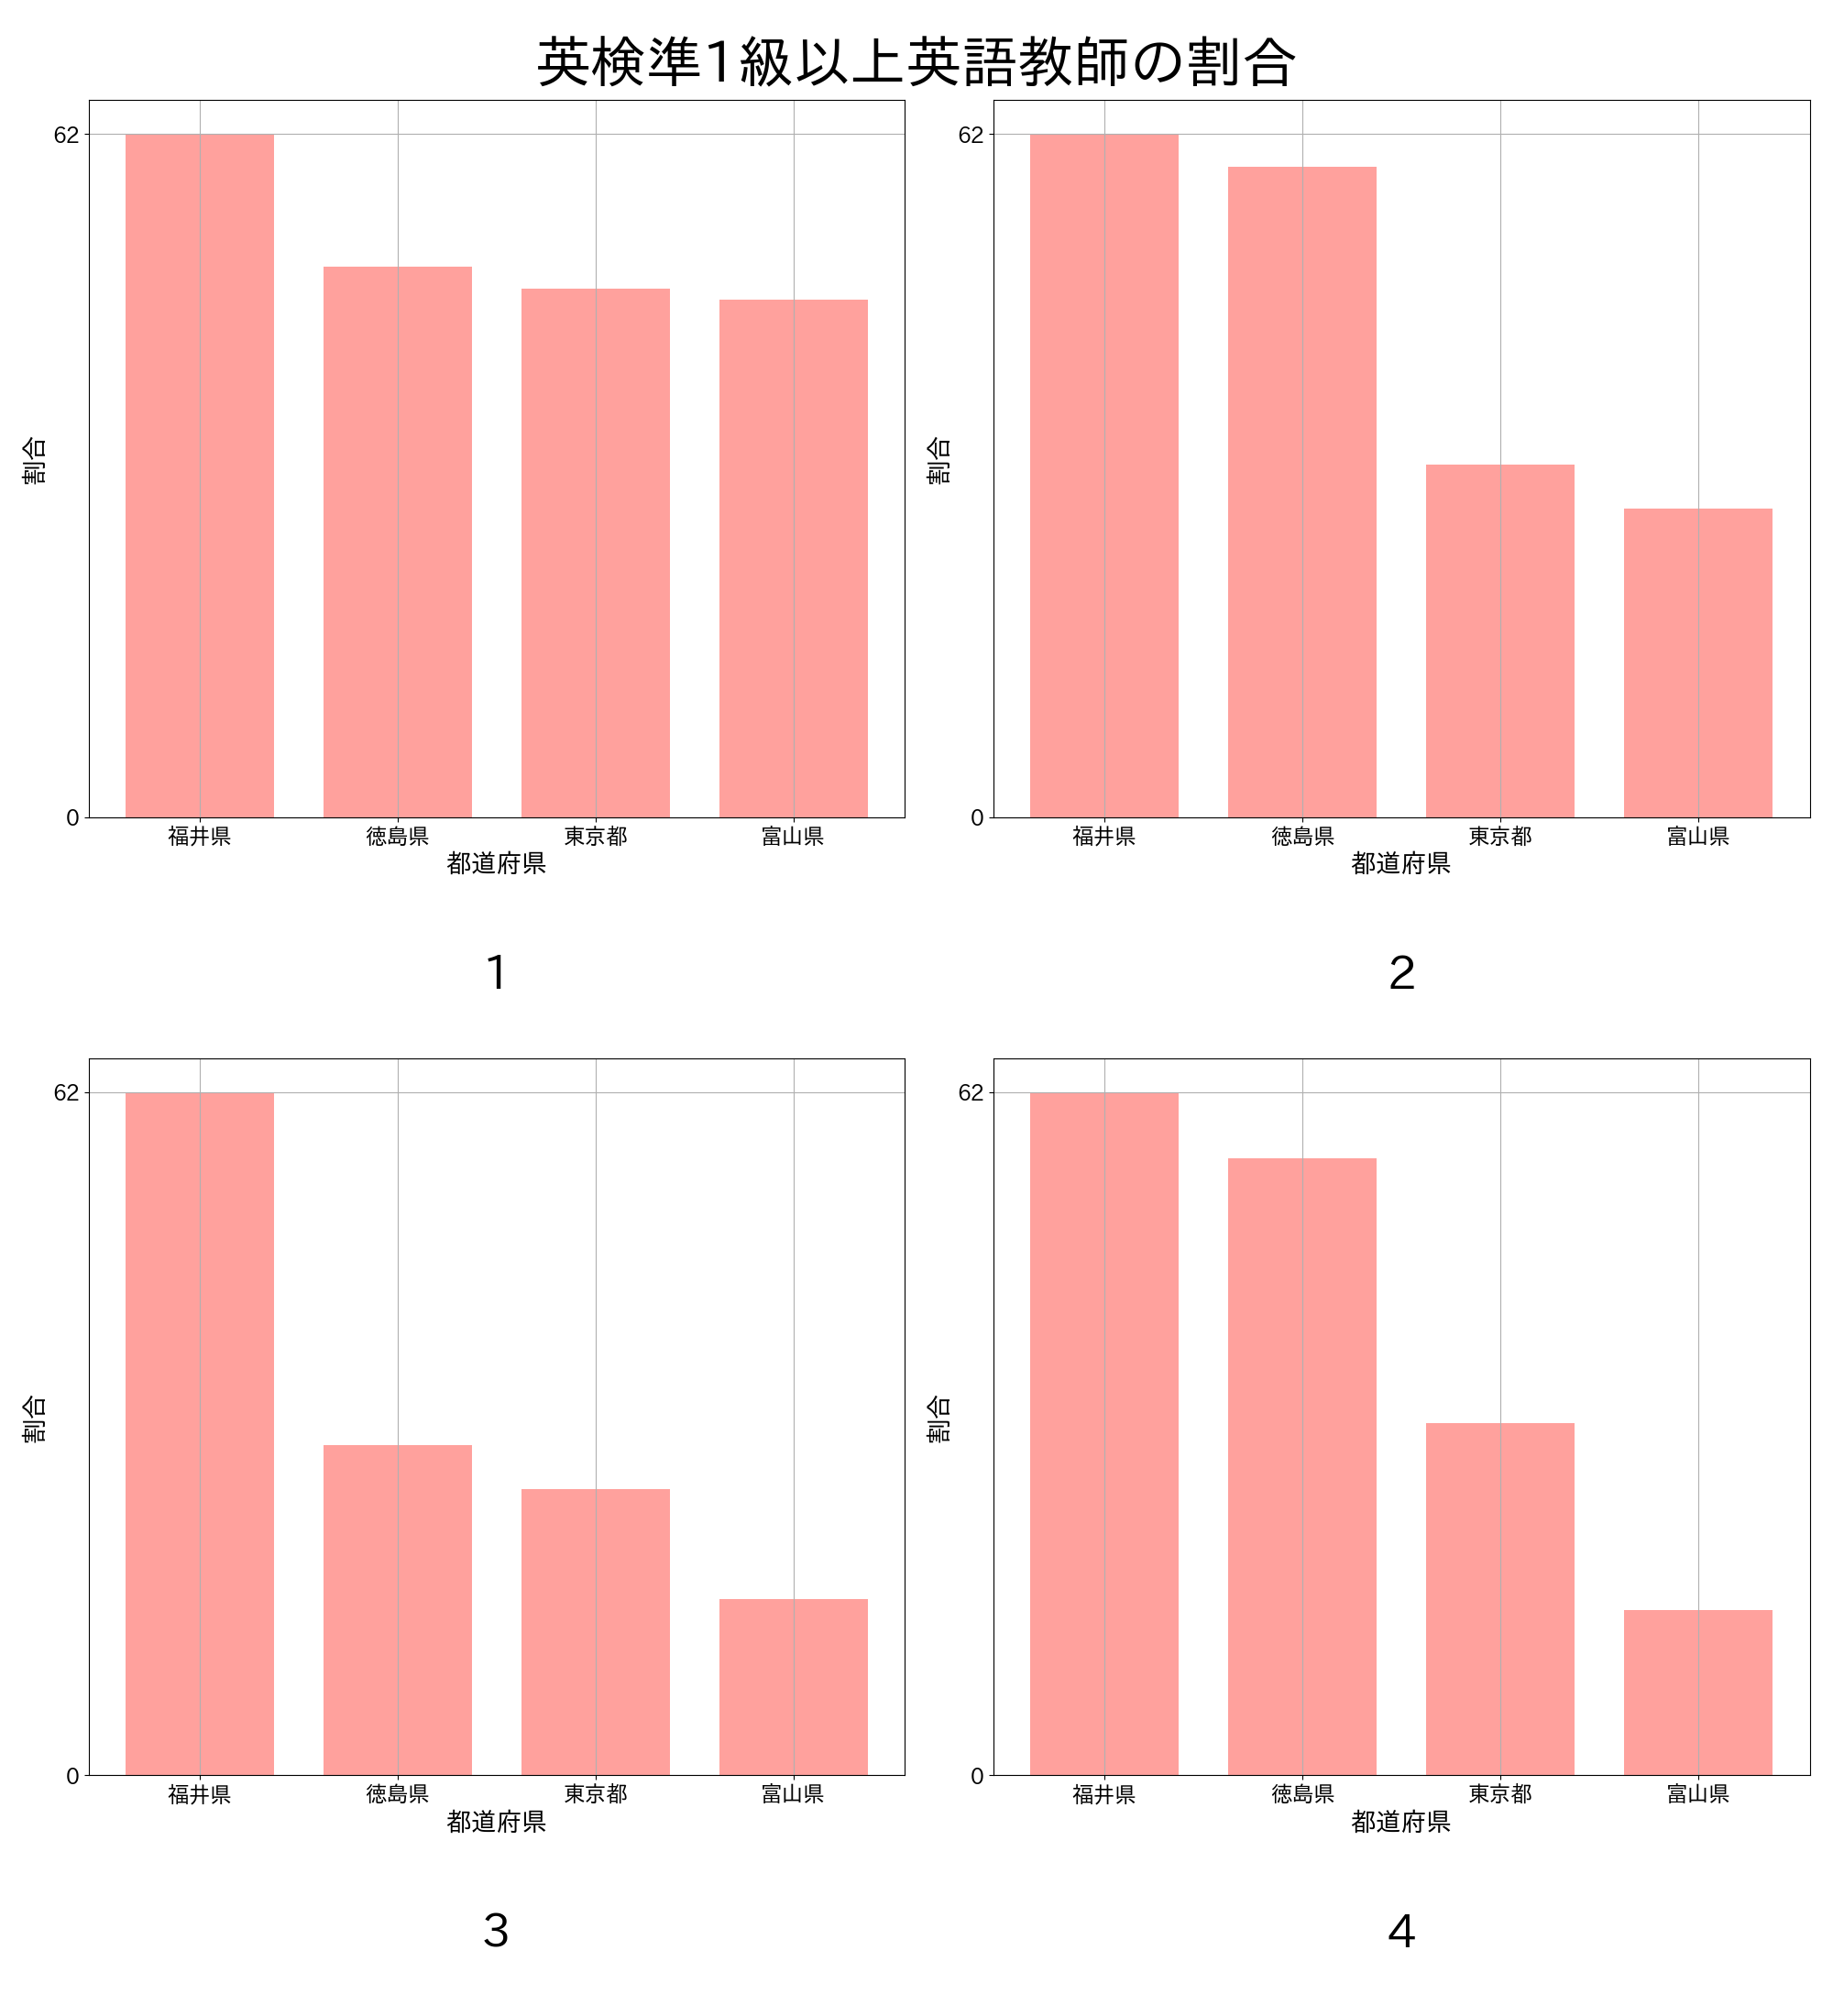 英検準1級以上英語教師の割合
62
0
割合
福井県 徳島県 東京都 富山県
都道府県
1
62
0
割合
福井県 徳島県 東京都 富山県
都道府県
2
62
0
割合
福井県 徳島県 東京都 富山県
都道府県
3
62
0
割合
福井県 徳島県 東京都 富山県
都道府県
4